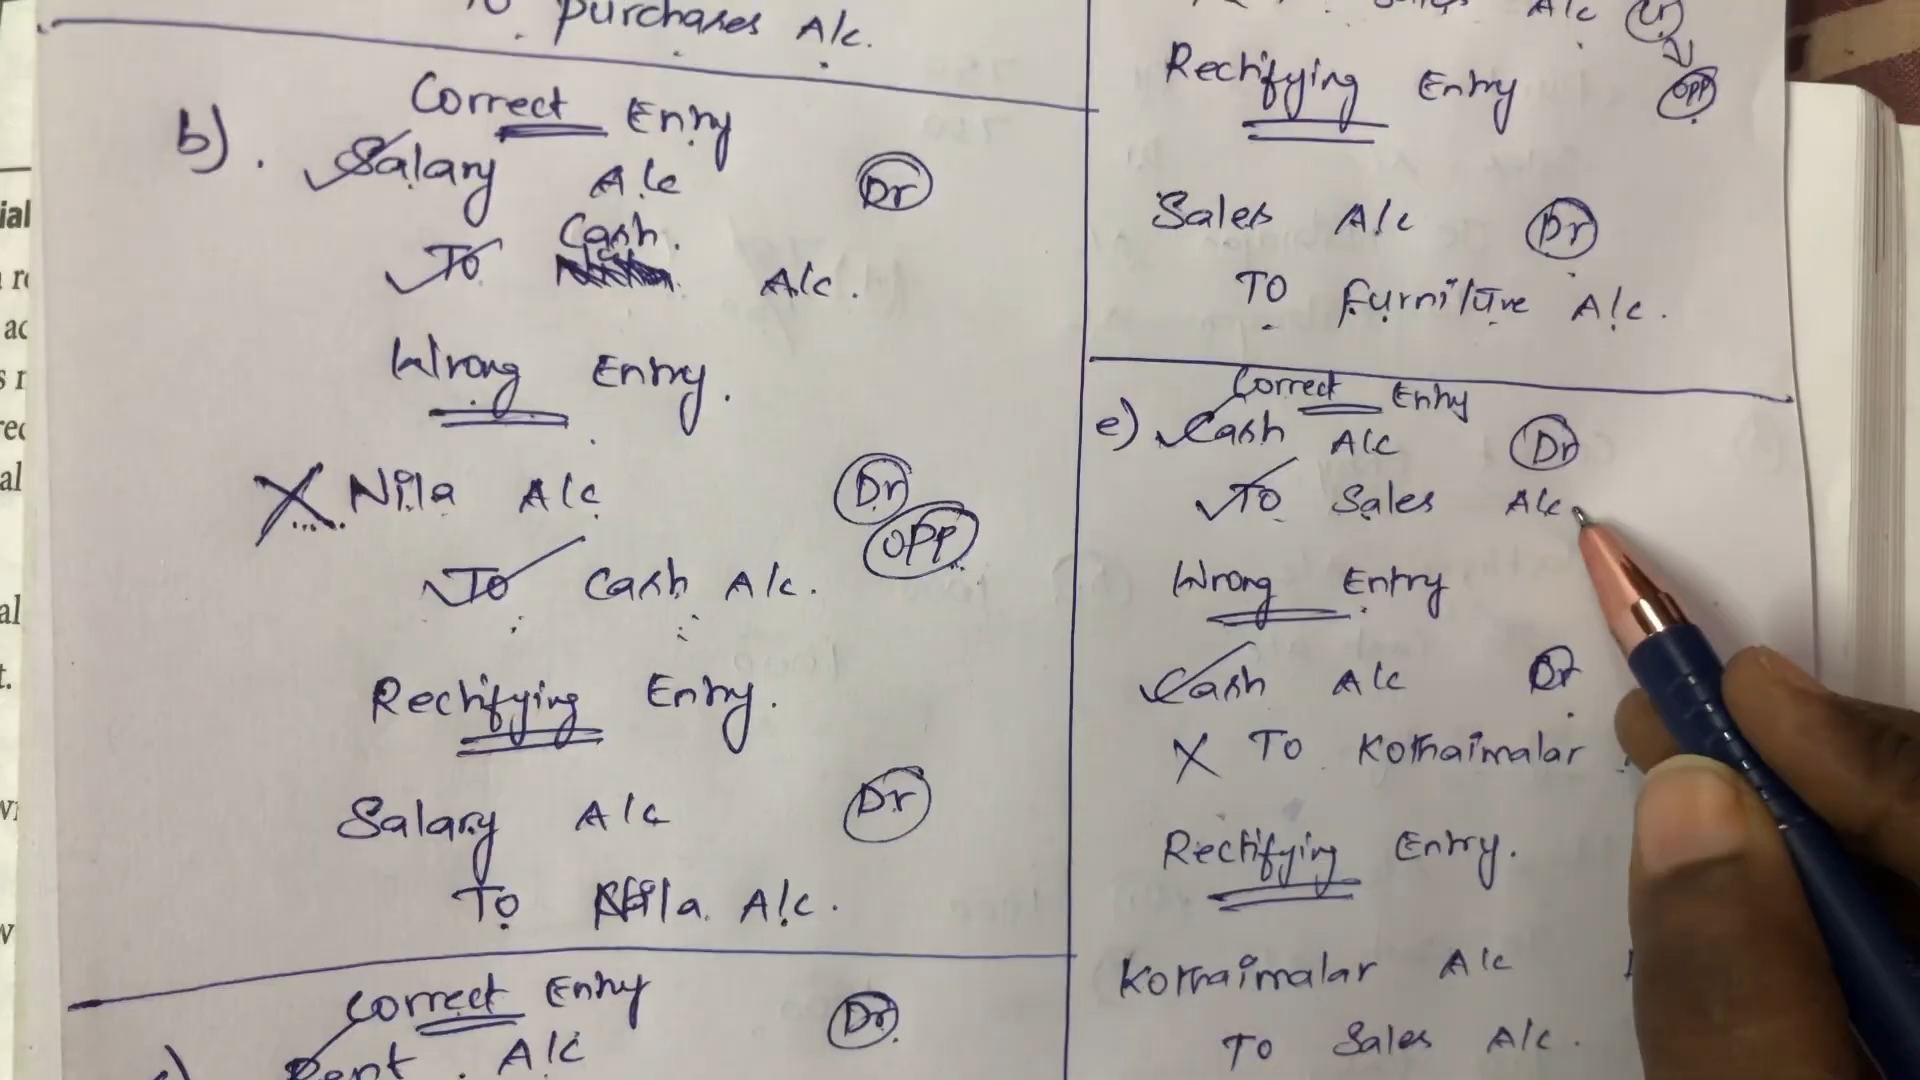 To purchases A/c.
b). Correct Entry
Salary A/c Dr
Cash.
To A/c.
Wrong Entry.
X Nila A/c Dr
OPP
To Cash A/c.
Rectifying Entry.
Salary A/c Dr
To Nila A/c.
Correct Entry
Rent A/c Dr
A/c Cr
Rectifying Entry OPP
Sales A/c Dr
To Furniture A/c.
Correct Entry
e) Cash A/c Dr
To Sales A/c
Wrong Entry
Cash A/c Dr
X To Kothaimalar
Rectifying Entry.
Kothaimalar A/c
To Sales A/c.